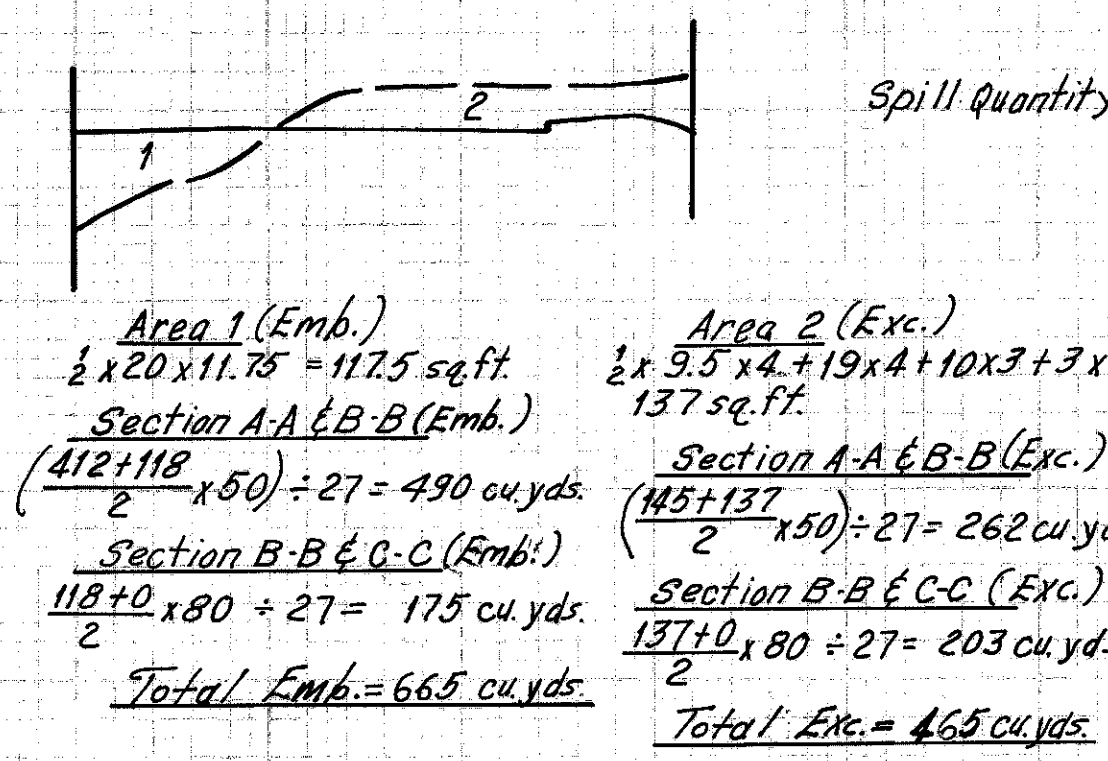 Spill Quantity
2
1
Area 1 (Emb.)
½ x 20 x 11.75 = 117.5 sq.ft.
Section A-A & B-B (Emb.)
(412+118/2 x 50) ÷ 27 = 490 cu.yds.
Section B-B & C-C (Emb.)
118+0/2 x 80 ÷ 27 = 175 cu.yds.
Total Emb. = 665 cu.yds.
Area 2 (Exc.)
½ x 9.5 x 4 + 19 x 4 + 10 x 3 + 3 x
137 sq.ft.
Section A-A & B-B (Exc.)
(145+137/2 x 50) ÷ 27 = 262 cu.yd
Section B-B & C-C (Exc.)
137+0/2 x 80 ÷ 27 = 203 cu.yd
Total Exc. = 465 cu.yds.